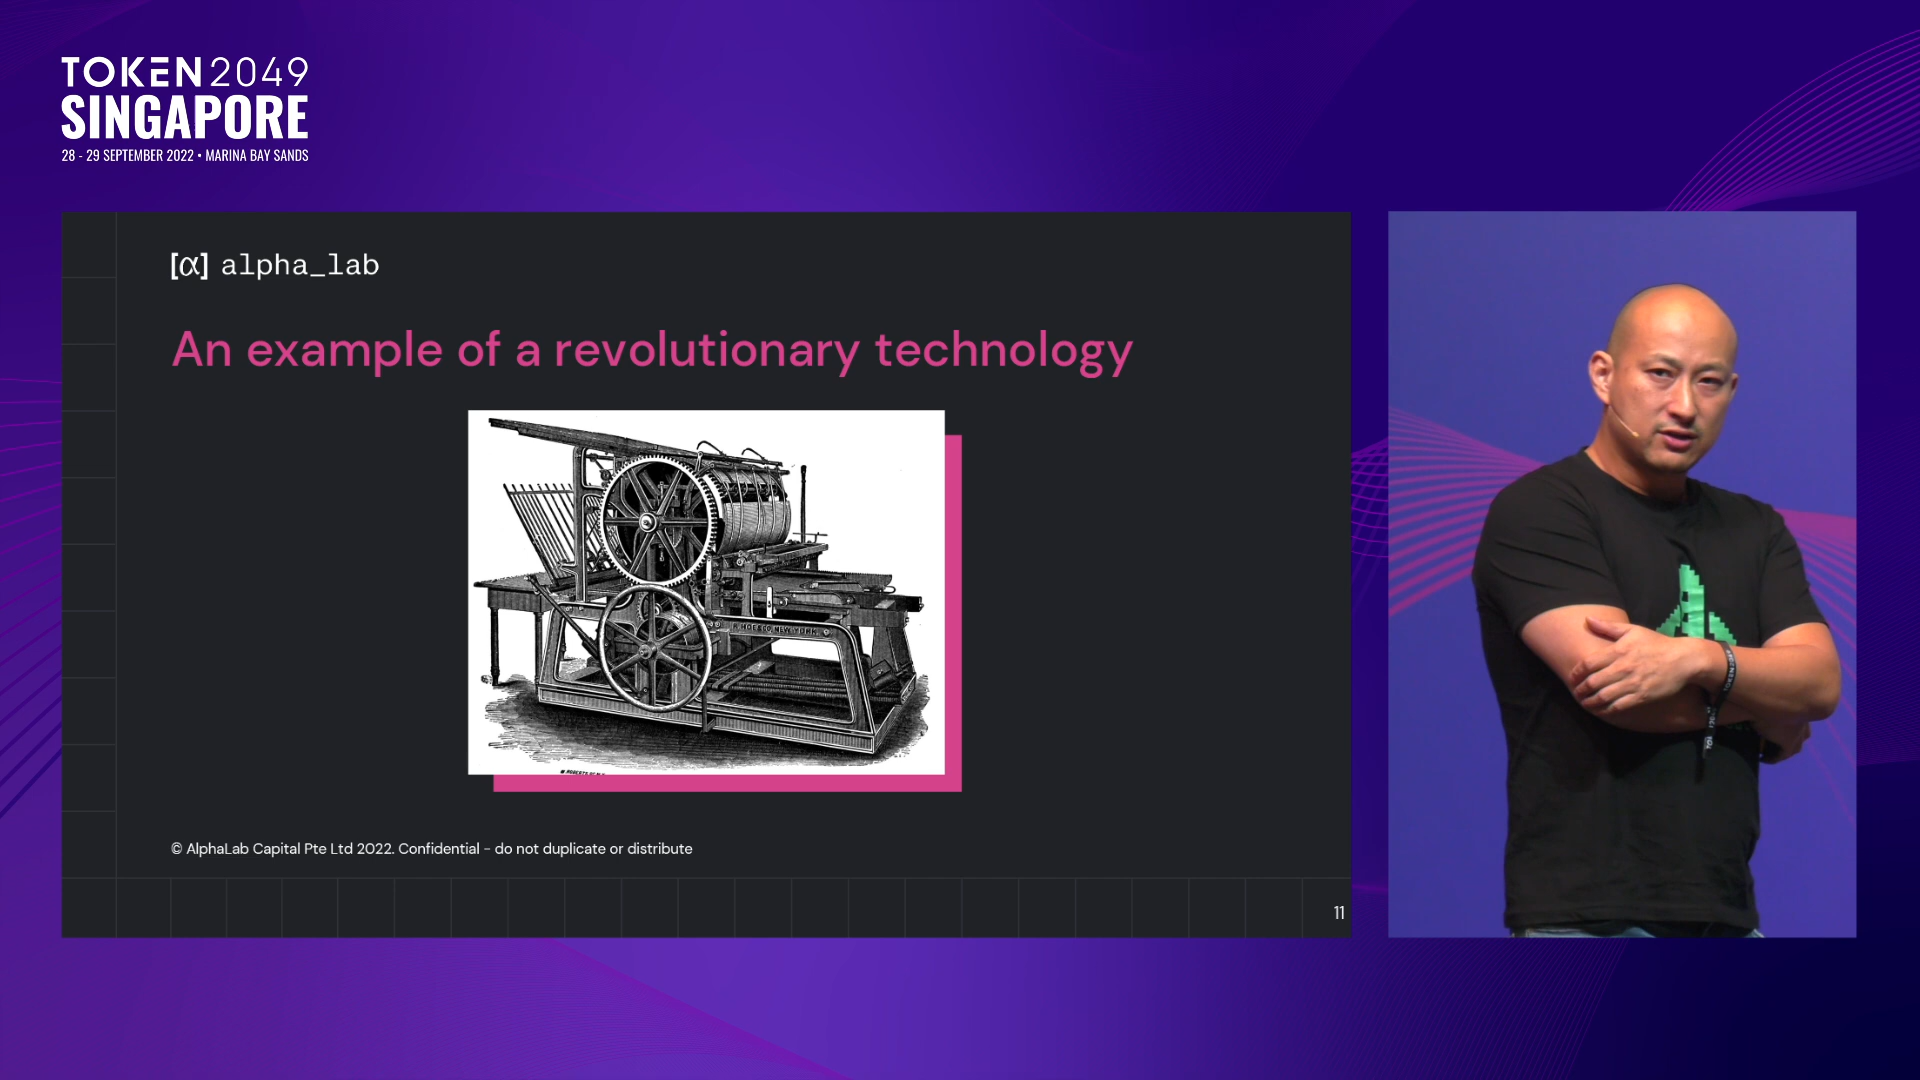 TOKEN2049
SINGAPORE
28 - 29 SEPTEMBER 2022 • MARINA BAY SANDS
[α] alpha_lab
An example of a revolutionary technology
© AlphaLab Capital Pte Ltd 2022. Confidential – do not duplicate or distribute
11